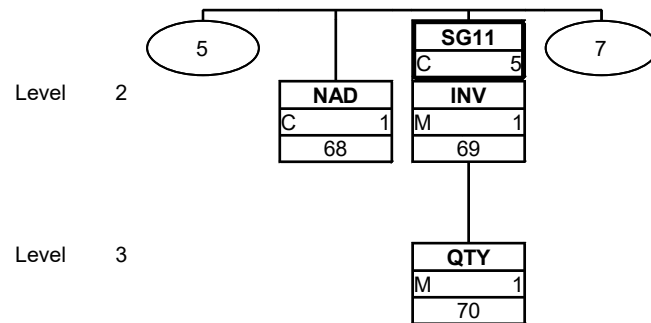 5
SG11
C 5
7
Level 2
NAD
INV
C 1
M 1
68
69
Level 3
QTY
M 1
70